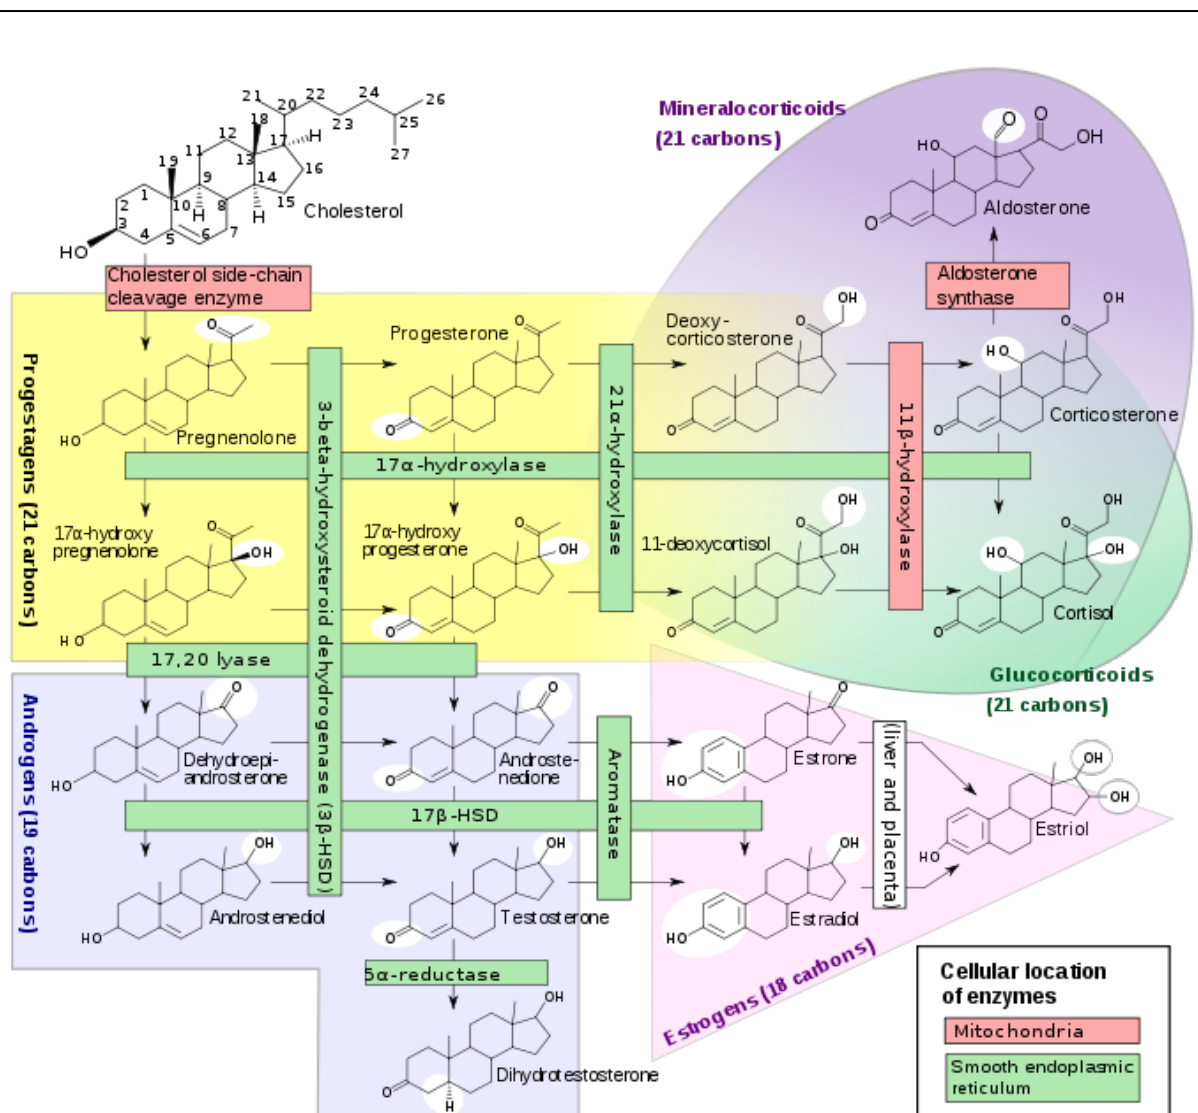 21
22
24
26
20
18
23
25
12
17
H
27
11
19
13
16
9
14
1
10
8
15
2
H
H
Cholesterol
3
4
5
6
7
HO
Mineralocorticoids
(21 carbons)
O
O
OH
HO
O
Aldosterone
Cholesterol side-chain
cleavage enzyme
Aldosterone
synthase
Progestagens (21 carbons)
O
HO
Pregnenolone
Progesterone
O
O
Deoxy-
corticosterone
OH
O
O
OH
O
HO
O
Corticosterone
3-beta-hydroxysteroid dehydrogenase (3β-HSD)
21α-hydroxylase
11β-hydroxylase
17α-hydroxylase
17α-hydroxy
pregnenolone
O
OH
HO
17α-hydroxy
progesterone
O
OH
O
11-deoxycortisol
OH
O
OH
O
OH
O
HO
OH
O
Cortisol
17,20 lyase
Glucocorticoids
(21 carbons)
Androgens (19 carbons)
O
HO
Dehydroepi-
androsterone
O
O
Androste-
nedione
Aromatase
O
HO
Estrone
(liver and placenta)
OH
OH
HO
Estriol
17β-HSD
OH
HO
Androstenediol
OH
O
Testosterone
OH
HO
Estradiol
Estrogens (18 carbons)
5α-reductase
OH
O
H
Dihydrotestosterone
Cellular location
of enzymes
Mitochondria
Smooth endoplasmic
reticulum